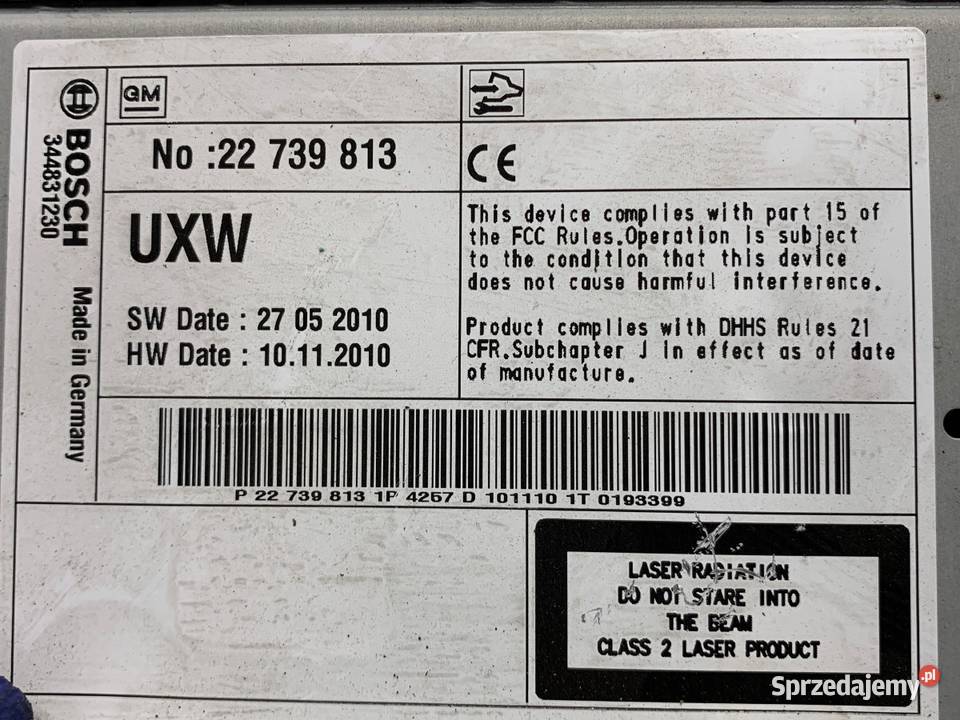 BOSCH
344831230
Made in Germany
GM
No :22 739 813
CE
UXW
SW Date : 27 05 2010
HW Date : 10.11.2010
This device complies with part 15 of
the FCC Rules.Operation is subject
to the condition that this device
does not cause harmful interference.
Product complies with DHHS Rules 21
CFR.Subchapter J in effect as of date
of manufacture.
P 22 739 813 1P 4257 D 101110 1T 0193399
LASER RADIATION
DO NOT STARE INTO
THE BEAM
CLASS 2 LASER PRODUCT
Sprzedajemy.pl